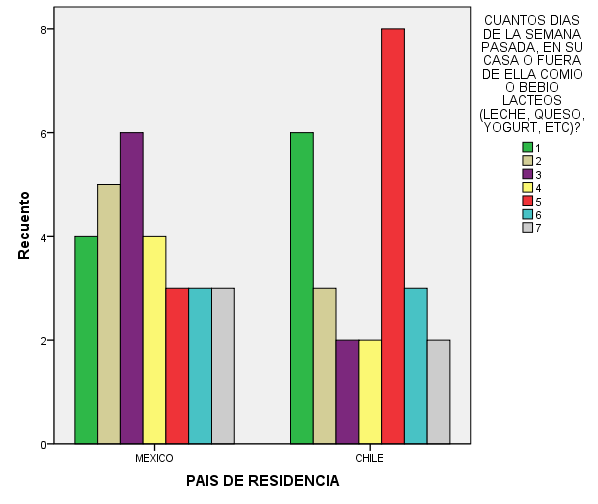 CUANTOS DIAS
DE LA SEMANA
PASADA, EN SU
CASA O FUERA
DE ELLA COMIO
O BEBIO
LACTEOS
(LECHE, QUESO,
YOGURT, ETC)?
1
2
3
4
5
6
7
Recuento
8
6
4
2
0
MEXICO
CHILE
PAIS DE RESIDENCIA